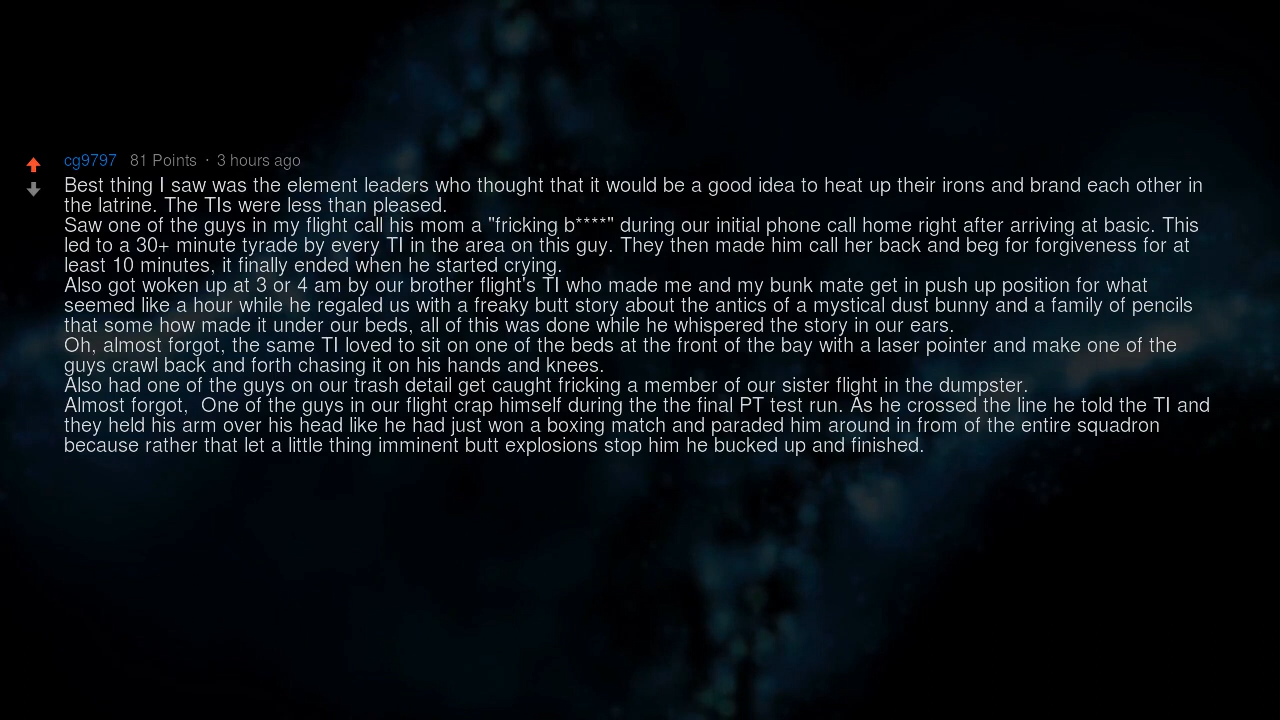 cg9797 81 Points · 3 hours ago
Best thing I saw was the element leaders who thought that it would be a good idea to heat up their irons and brand each other in
the latrine. The TIs were less than pleased.
Saw one of the guys in my flight call his mom a "fricking b****" during our initial phone call home right after arriving at basic. This
led to a 30+ minute tyrade by every TI in the area on this guy. They then made him call her back and beg for forgiveness for at
least 10 minutes, it finally ended when he started crying.
Also got woken up at 3 or 4 am by our brother flight's TI who made me and my bunk mate get in push up position for what
seemed like a hour while he regaled us with a freaky butt story about the antics of a mystical dust bunny and a family of pencils
that some how made it under our beds, all of this was done while he whispered the story in our ears.
Oh, almost forgot, the same TI loved to sit on one of the beds at the front of the bay with a laser pointer and make one of the
guys crawl back and forth chasing it on his hands and knees.
Also had one of the guys on our trash detail get caught fricking a member of our sister flight in the dumpster.
Almost forgot,  One of the guys in our flight crap himself during the the final PT test run. As he crossed the line he told the TI and
they held his arm over his head like he had just won a boxing match and paraded him around in from of the entire squadron
because rather that let a little thing imminent butt explosions stop him he bucked up and finished.